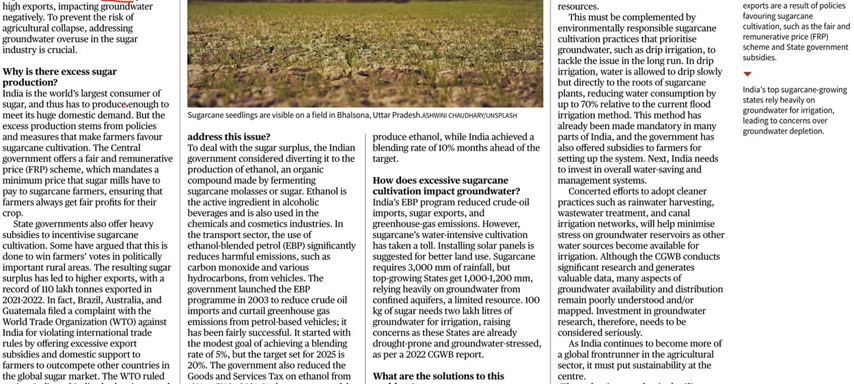 high exports, impacting groundwater
negatively. To prevent the risk of
agricultural collapse, addressing
groundwater overuse in the sugar
industry is crucial.
Why is there excess sugar
production?
India is the world's largest consumer of
sugar, and thus has to produce enough to
meet its huge domestic demand. But the
excess production stems from policies
and measures that make farmers favour
sugarcane cultivation. The Central
government offers a fair and remunerative
price (FRP) scheme, which mandates a
minimum price that sugar mills have to
pay to sugarcane farmers, ensuring that
farmers always get fair profits for their
crop.
State governments also offer heavy
subsidies to incentivise sugarcane
cultivation. Some have argued that this is
done to win farmers' votes in politically
important rural areas. The resulting sugar
surplus has led to higher exports, with a
record of 110 lakh tonnes exported in
2021-2022. In fact, Brazil, Australia, and
Guatemala filed a complaint with the
World Trade Organization (WTO) against
India for violating international trade
rules by offering excessive export
subsidies and domestic support to
farmers to outcompete other countries in
the global sugar market. The WTO ruled
Sugarcane seedlings are visible on a field in Bhalsona, Uttar Pradesh. ASHWINI CHAUDHARY/UNSPLASH
address this issue?
To deal with the sugar surplus, the Indian
government considered diverting it to the
production of ethanol, an organic
compound made by fermenting
sugarcane molasses or sugar. Ethanol is
the active ingredient in alcoholic
beverages and is also used in the
chemicals and cosmetics industries. In
the transport sector, the use of
ethanol-blended petrol (EBP) significantly
reduces harmful emissions, such as
carbon monoxide and various
hydrocarbons, from vehicles. The
government launched the EBP
programme in 2003 to reduce crude oil
imports and curtail greenhouse gas
emissions from petrol-based vehicles; it
has been fairly successful. It started with
the modest goal of achieving a blending
rate of 5%, but the target set for 2025 is
20%. The government also reduced the
Goods and Services Tax on ethanol from
produce ethanol, while India achieved a
blending rate of 10% months ahead of the
target.
How does excessive sugarcane
cultivation impact groundwater?
India's EBP program reduced crude-oil
imports, sugar exports, and
greenhouse-gas emissions. However,
sugarcane's water-intensive cultivation
has taken a toll. Installing solar panels is
suggested for better land use. Sugarcane
requires 3,000 mm of rainfall, but
top-growing States get 1,000-1,200 mm,
relying heavily on groundwater from
confined aquifers, a limited resource. 100
kg of sugar needs two lakh litres of
groundwater for irrigation, raising
concerns as these States are already
drought-prone and groundwater-stressed,
as per a 2022 CGWB report.
What are the solutions to this
resources.
This must be complemented by
environmentally responsible sugarcane
cultivation practices that prioritise
groundwater, such as drip irrigation, to
tackle the issue in the long run. In drip
irrigation, water is allowed to drip slowly
but directly to the roots of sugarcane
plants, reducing water consumption by
up to 70% relative to the current flood
irrigation method. This method has
already been made mandatory in many
parts of India, and the government has
also offered subsidies to farmers for
setting up the system. Next, India needs
to invest in overall water-saving and
management systems.
Concerted efforts to adopt cleaner
practices such as rainwater harvesting,
wastewater treatment, and canal
irrigation networks, will help minimise
stress on groundwater reservoirs as other
water sources become available for
irrigation. Although the CGWB conducts
significant research and generates
valuable data, many aspects of
groundwater availability and distribution
remain poorly understood and/or
mapped. Investment in groundwater
research, therefore, needs to be
considered seriously.
As India continues to become more of
a global frontrunner in the agricultural
sector, it must put sustainability at the
centre.
exports are a result of policies
favouring sugarcane
cultivation, such as the fair and
remunerative price (FRP)
scheme and State government
subsidies.
India's top sugarcane-growing
states rely heavily on
groundwater for irrigation,
leading to concerns over
groundwater depletion.